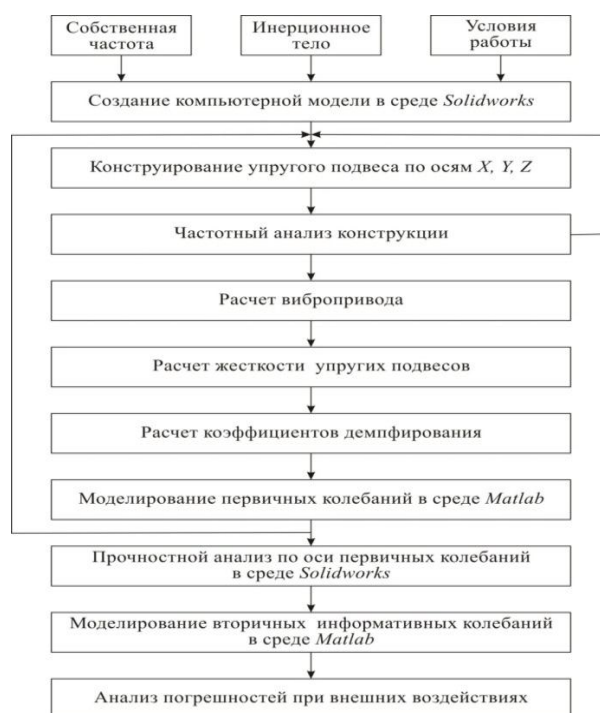 Собственная
частота
Инерционное
тело
Условия
работы
Создание компьютерной модели в среде Solidworks
Конструирование упругого подвеса по осям X, Y, Z
Частотный анализ конструкции
Расчет вибропривода
Расчет жесткости упругих подвесов
Расчет коэффициентов демпфирования
Моделирование первичных колебаний в среде Matlab
Прочностной анализ по оси первичных колебаний
в среде Solidworks
Моделирование вторичных информативных колебаний
в среде Matlab
Анализ погрешностей при внешних воздействиях